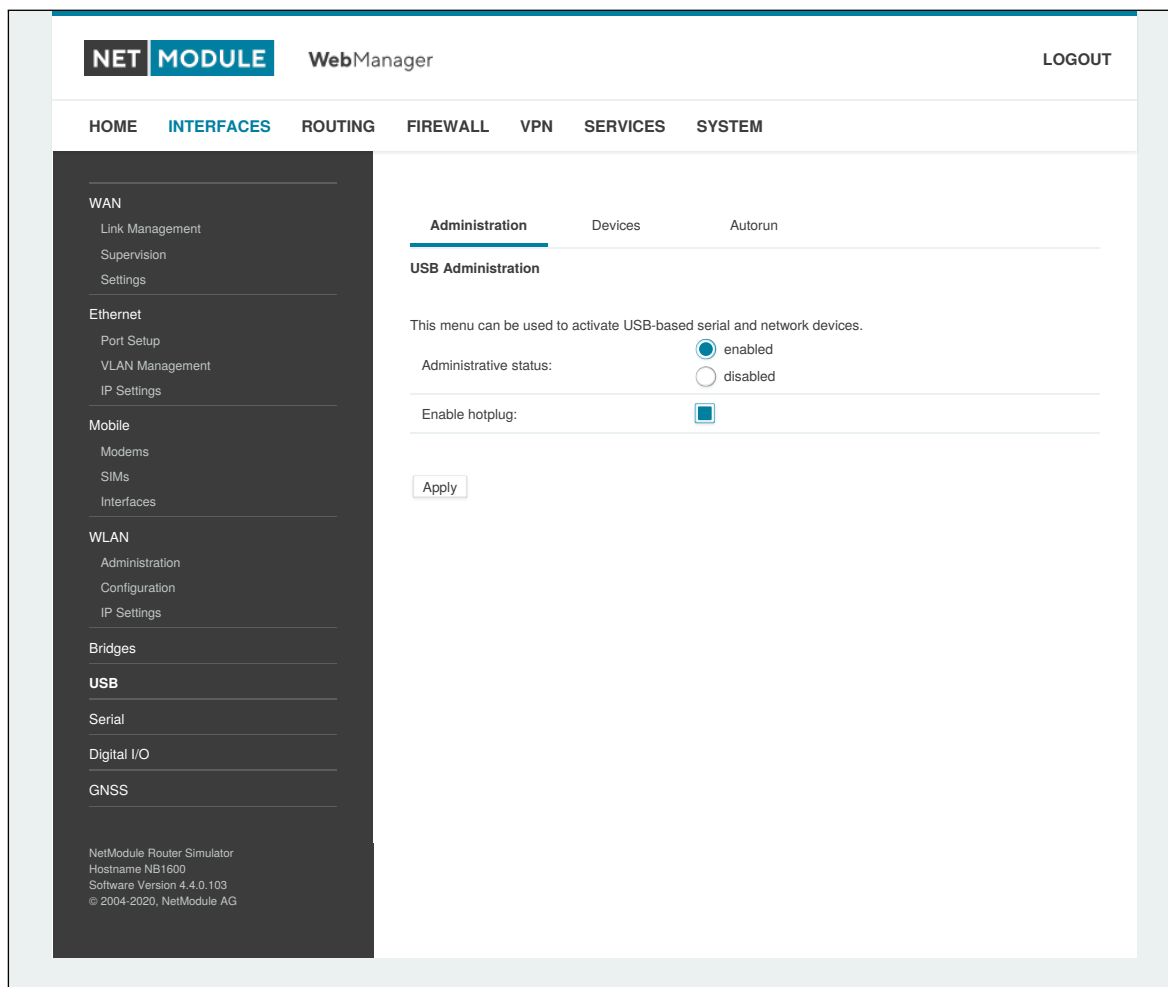 NET MODULE WebManager LOGOUT
HOME INTERFACES ROUTING FIREWALL VPN SERVICES SYSTEM
WAN
Link Management
Supervision
Settings
Ethernet
Port Setup
VLAN Management
IP Settings
Mobile
Modems
SIMs
Interfaces
WLAN
Administration
Configuration
IP Settings
Bridges
USB
Serial
Digital I/O
GNSS
NetModule Router Simulator
Hostname NB1600
Software Version 4.4.0.103
© 2004-2020, NetModule AG
Administration Devices Autorun
USB Administration
This menu can be used to activate USB-based serial and network devices.
Administrative status:
enabled
disabled
Enable hotplug:
Apply